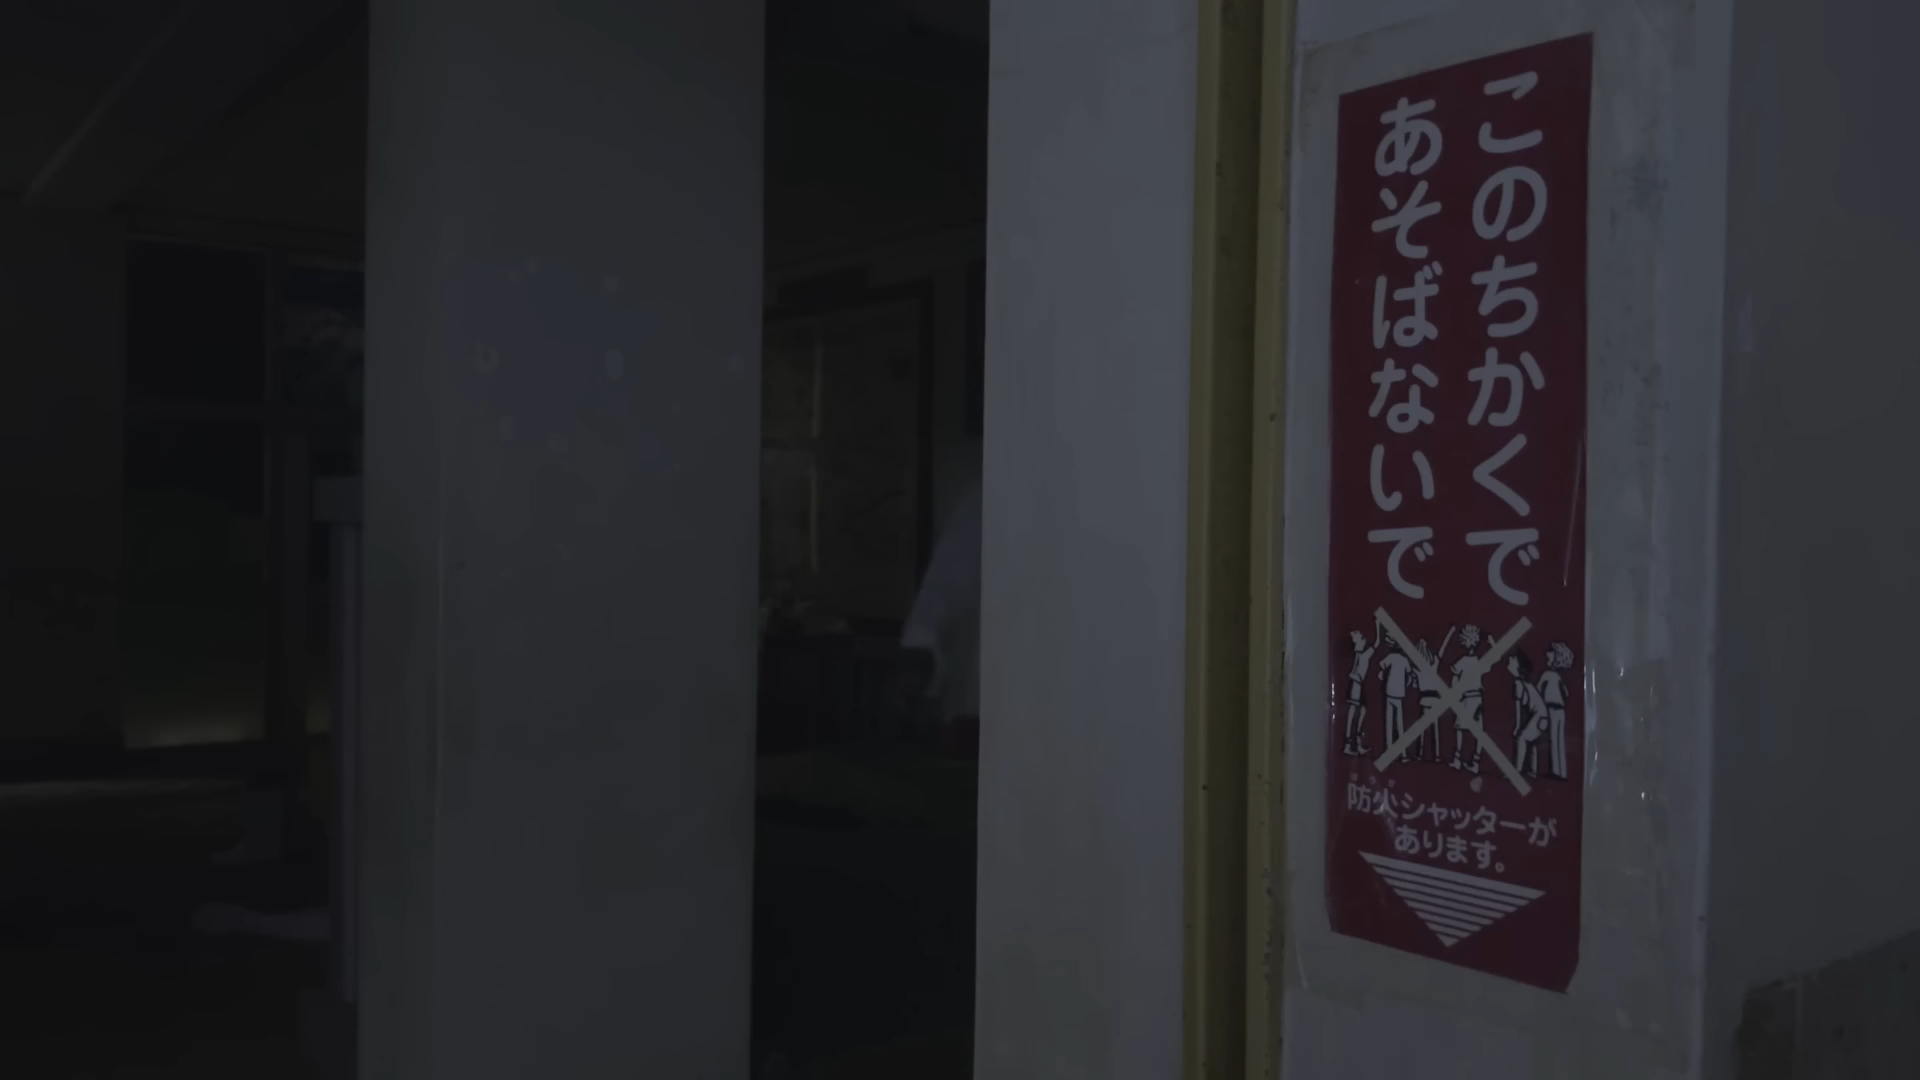 このちかくで
あそばないで
防火シャッターが
あります。